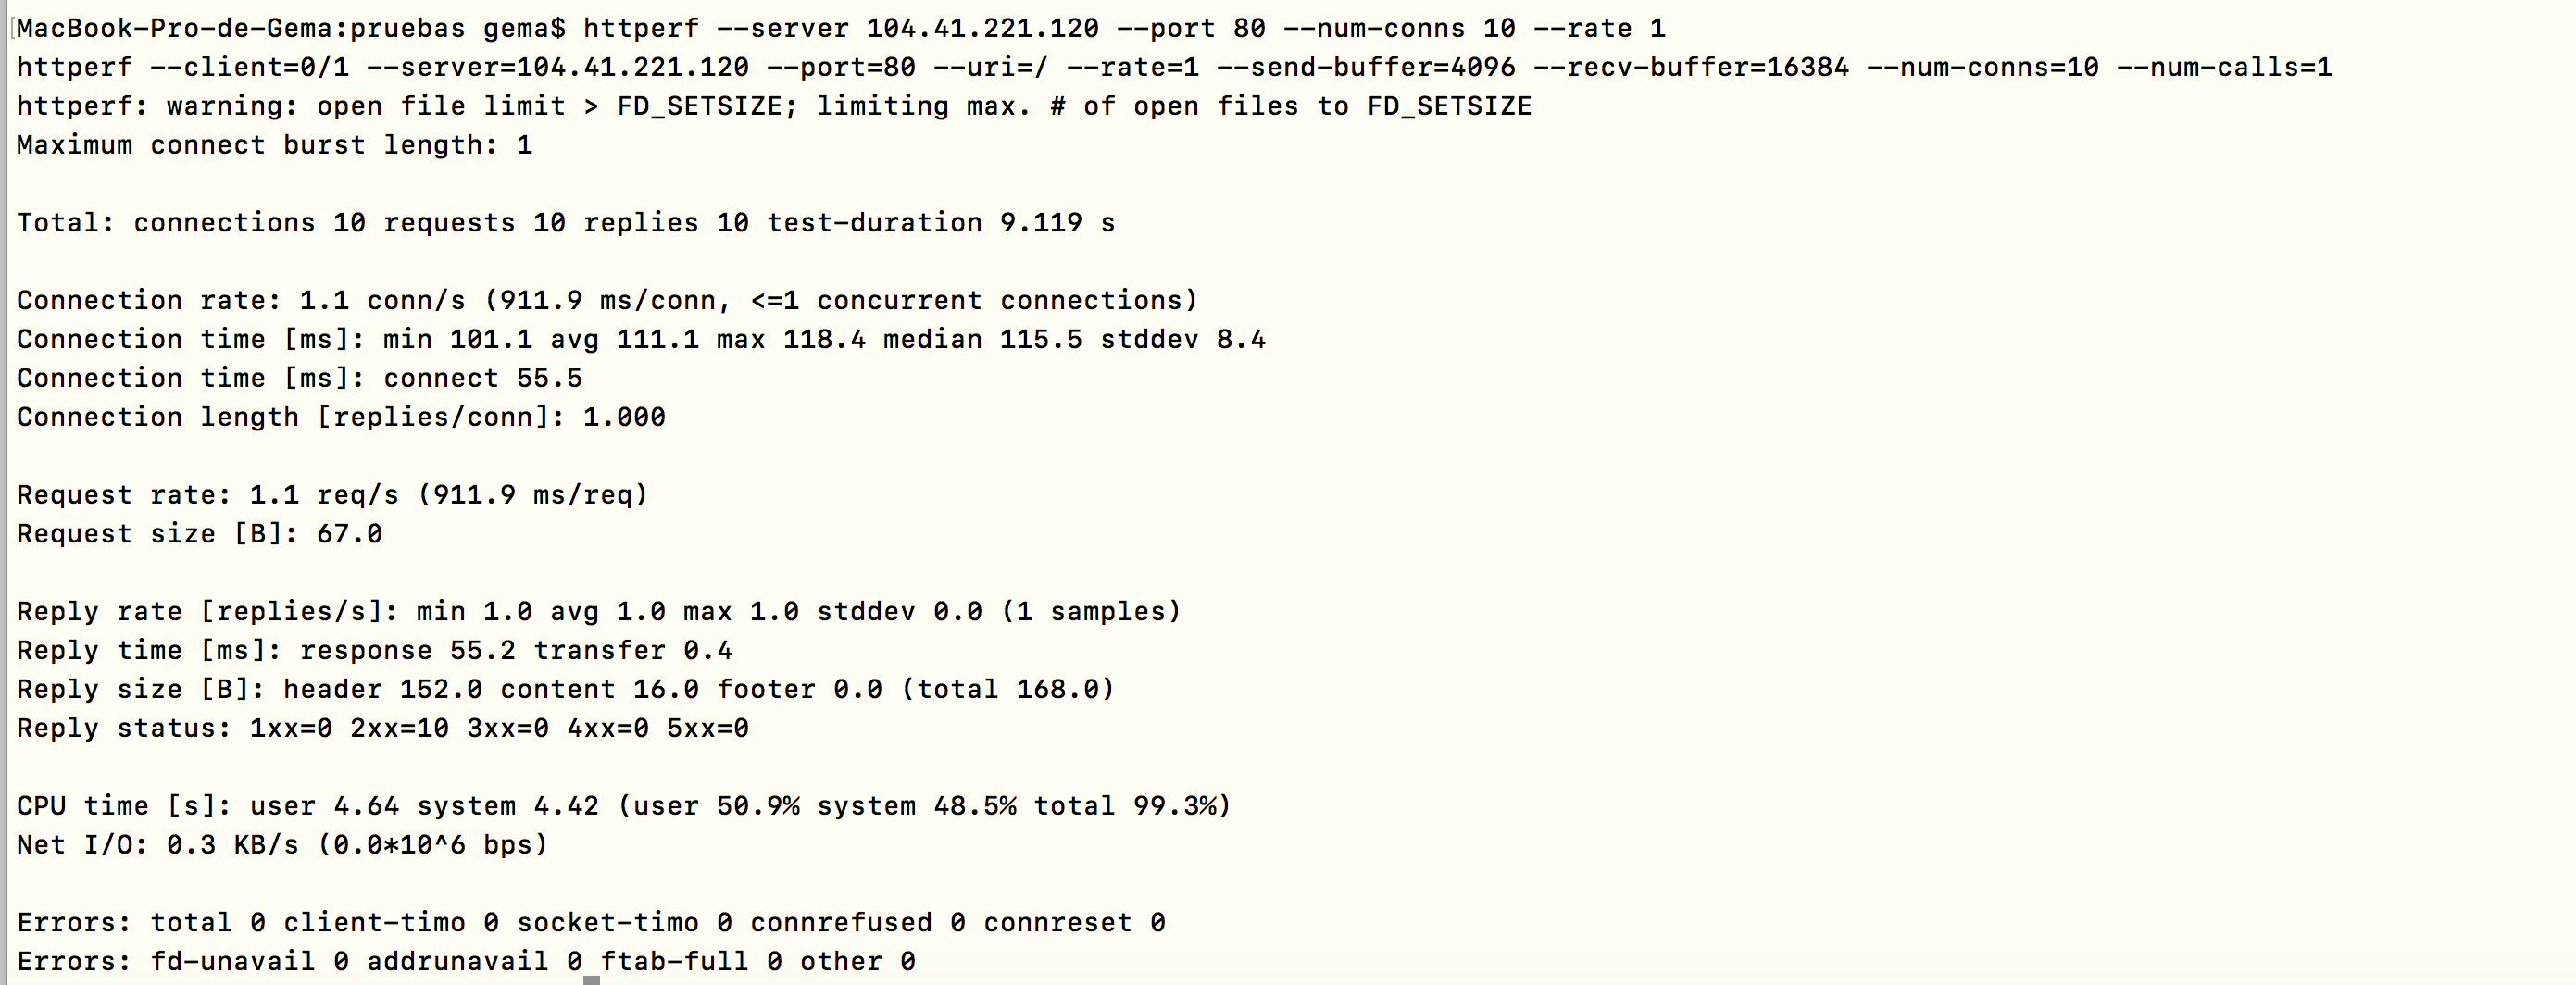 MacBook-Pro-de-Gema:pruebas gema$ httperf --server 104.41.221.120 --port 80 --num-conns 10 --rate 1
httperf --client=0/1 --server=104.41.221.120 --port=80 --uri=/ --rate=1 --send-buffer=4096 --recv-buffer=16384 --num-conns=10 --num-calls=1
httperf: warning: open file limit > FD_SETSIZE; limiting max. # of open files to FD_SETSIZE
Maximum connect burst length: 1
Total: connections 10 requests 10 replies 10 test-duration 9.119 s
Connection rate: 1.1 conn/s (911.9 ms/conn, <=1 concurrent connections)
Connection time [ms]: min 101.1 avg 111.1 max 118.4 median 115.5 stddev 8.4
Connection time [ms]: connect 55.5
Connection length [replies/conn]: 1.000
Request rate: 1.1 req/s (911.9 ms/req)
Request size [B]: 67.0
Reply rate [replies/s]: min 1.0 avg 1.0 max 1.0 stddev 0.0 (1 samples)
Reply time [ms]: response 55.2 transfer 0.4
Reply size [B]: header 152.0 content 16.0 footer 0.0 (total 168.0)
Reply status: 1xx=0 2xx=10 3xx=0 4xx=0 5xx=0
CPU time [s]: user 4.64 system 4.42 (user 50.9% system 48.5% total 99.3%)
Net I/O: 0.3 KB/s (0.0*10^6 bps)
Errors: total 0 client-timo 0 socket-timo 0 connrefused 0 connreset 0
Errors: fd-unavail 0 addrunavail 0 ftab-full 0 other 0